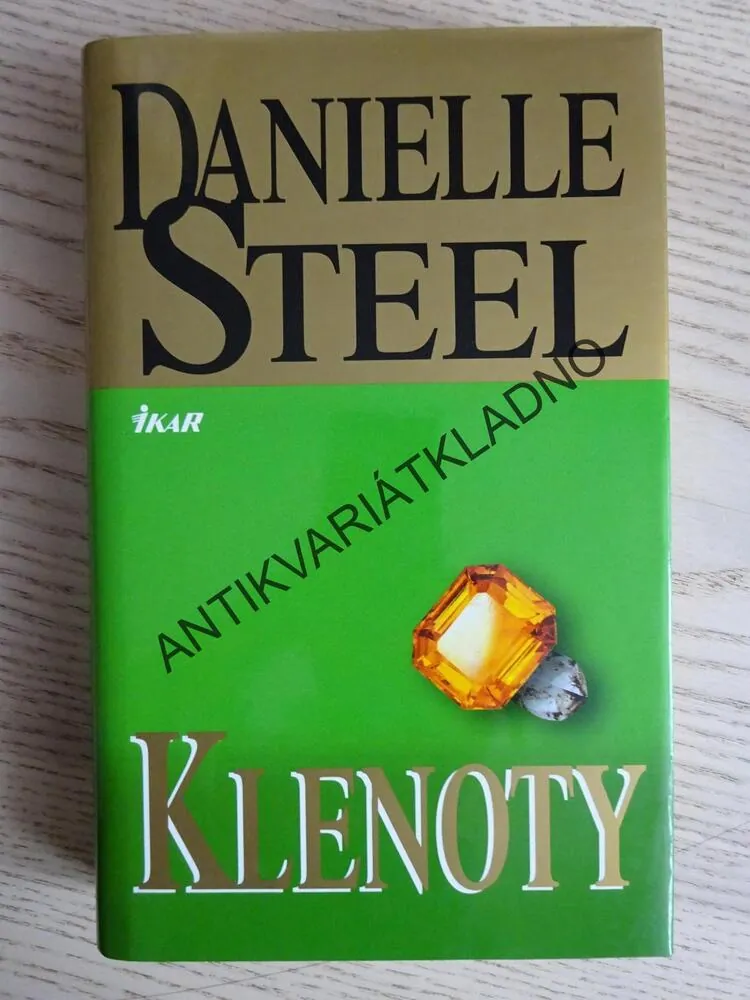 DANIELLE
STEEL
IKAR
ANTIKVARIÁTKLADNO
KLENOTY